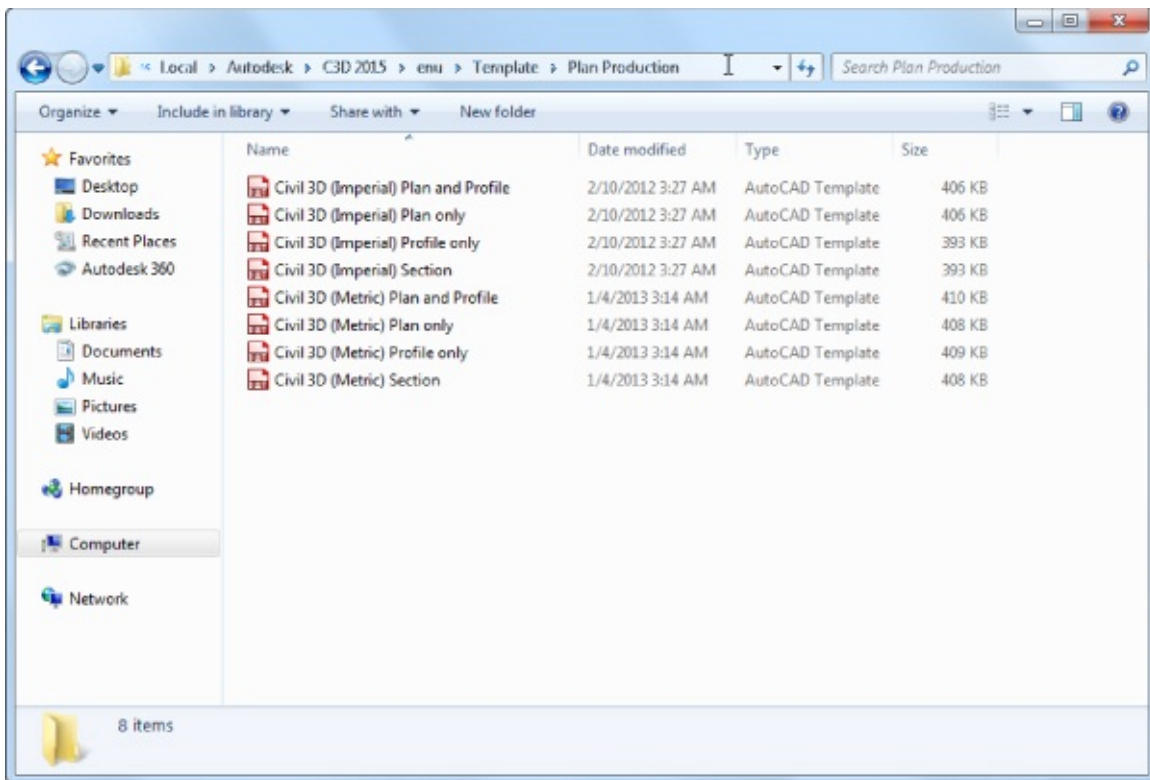 « Local ▸ Autodesk ▸ C3D 2015 ▸ enu ▸ Template ▸ Plan Production
Search Plan Production
Organize Include in library Share with New folder
Favorites
Desktop
Downloads
Recent Places
Autodesk 360
Libraries
Documents
Music
Pictures
Videos
Homegroup
Computer
Network
Name Date modified Type Size
Civil 3D (Imperial) Plan and Profile 2/10/2012 3:27 AM AutoCAD Template 406 KB
Civil 3D (Imperial) Plan only 2/10/2012 3:27 AM AutoCAD Template 406 KB
Civil 3D (Imperial) Profile only 2/10/2012 3:27 AM AutoCAD Template 393 KB
Civil 3D (Imperial) Section 2/10/2012 3:27 AM AutoCAD Template 393 KB
Civil 3D (Metric) Plan and Profile 1/4/2013 3:14 AM AutoCAD Template 410 KB
Civil 3D (Metric) Plan only 1/4/2013 3:14 AM AutoCAD Template 408 KB
Civil 3D (Metric) Profile only 1/4/2013 3:14 AM AutoCAD Template 409 KB
Civil 3D (Metric) Section 1/4/2013 3:14 AM AutoCAD Template 408 KB
8 items